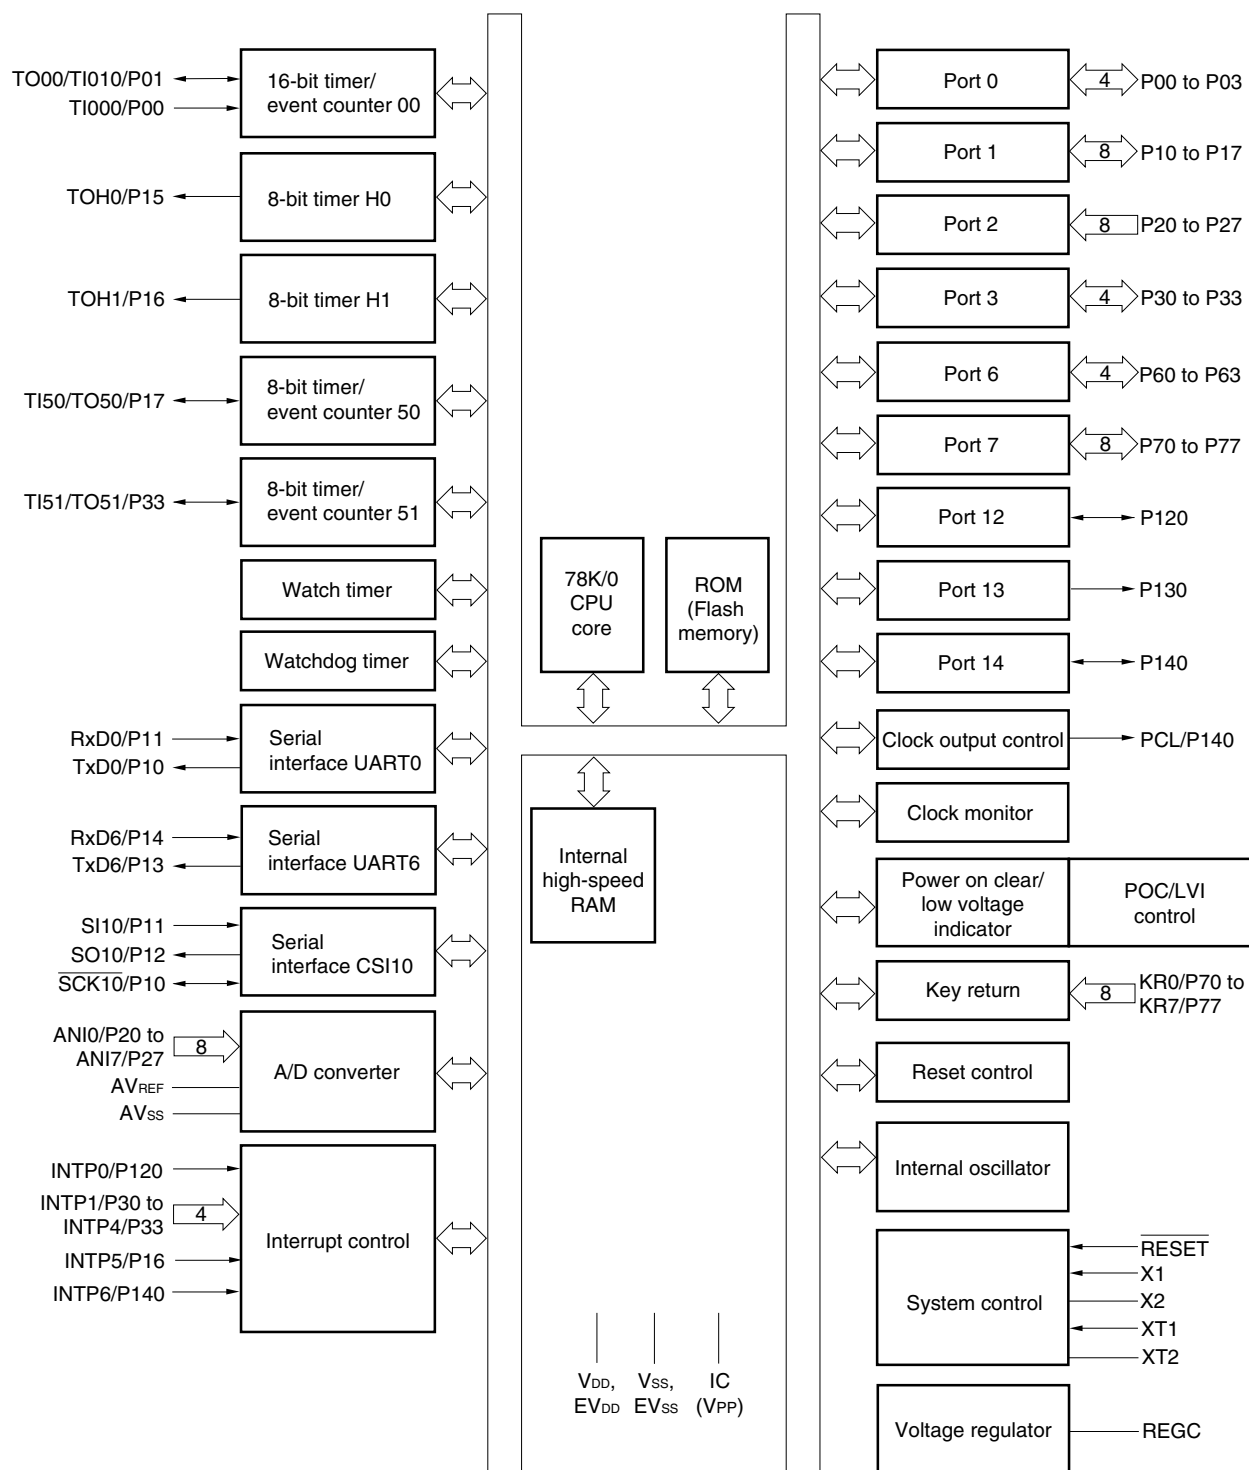 TO00/TI010/P01
TI000/P00
16-bit timer/
event counter 00
TOH0/P15
8-bit timer H0
TOH1/P16
8-bit timer H1
TI50/TO50/P17
8-bit timer/
event counter 50
TI51/TO51/P33
8-bit timer/
event counter 51
Watch timer
Watchdog timer
RxD0/P11
TxD0/P10
Serial
interface UART0
RxD6/P14
TxD6/P13
Serial
interface UART6
SI10/P11
SO10/P12
SCK10/P10
Serial
interface CSI10
ANI0/P20 to
ANI7/P27
8
AVREF
AVSS
A/D converter
INTP0/P120
INTP1/P30 to
INTP4/P33
4
INTP5/P16
INTP6/P140
Interrupt control
78K/0
CPU
core
ROM
(Flash
memory)
Internal
high-speed
RAM
VDD,
EVDD
VSS,
EVSS
IC
(VPP)
Port 0
4
P00 to P03
Port 1
8
P10 to P17
Port 2
8
P20 to P27
Port 3
4
P30 to P33
Port 6
4
P60 to P63
Port 7
8
P70 to P77
Port 12
P120
Port 13
P130
Port 14
P140
Clock output control
PCL/P140
Clock monitor
Power on clear/
low voltage
indicator
POC/LVI
control
Key return
8
KR0/P70 to
KR7/P77
Reset control
Internal oscillator
System control
RESET
X1
X2
XT1
XT2
Voltage regulator
REGC